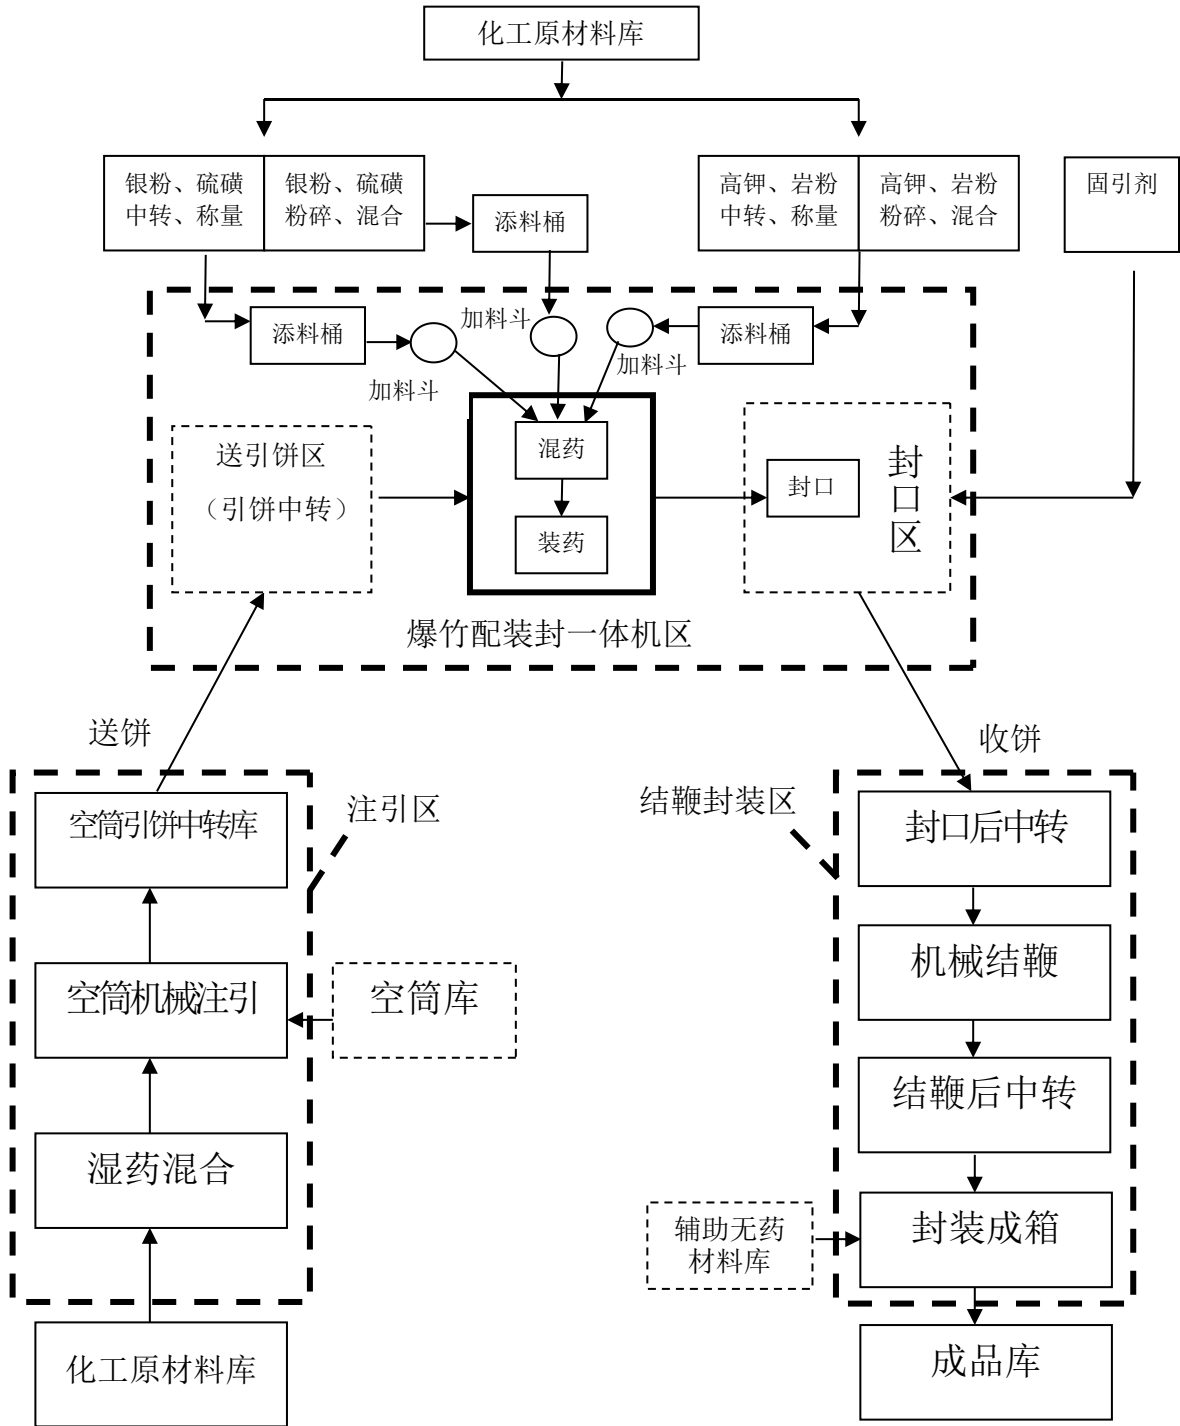 化工原材料库
银粉、硫磺
中转、称量
银粉、硫磺
粉碎、混合
添料桶
高钾、岩粉
中转、称量
高钾、岩粉
粉碎、混合
固引剂
添料桶
加料斗
加料斗
加料斗
添料桶
送引饼区
（引饼中转）
混药
装药
封口
封
口
区
爆竹配装封一体机区
送饼
收饼
空筒引饼中转库
注引区
结鞭封装区
封口后中转
空筒机械注引
空筒库
机械结鞭
湿药混合
结鞭后中转
辅助无药
材料库
封装成箱
化工原材料库
成品库